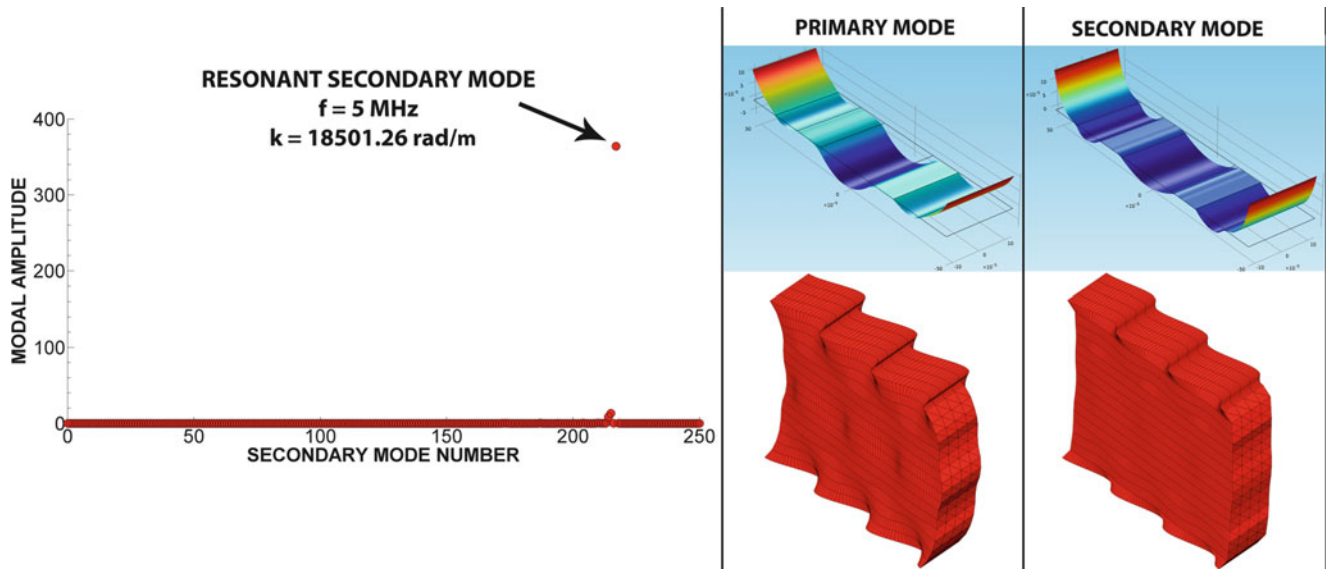 RESONANT SECONDARY MODE
f = 5 MHz
k = 18501.26 rad/m
MODAL AMPLITUDE
400
300
200
100
0
0 50 100 150 200 250
SECONDARY MODE NUMBER
PRIMARY MODE
SECONDARY MODE